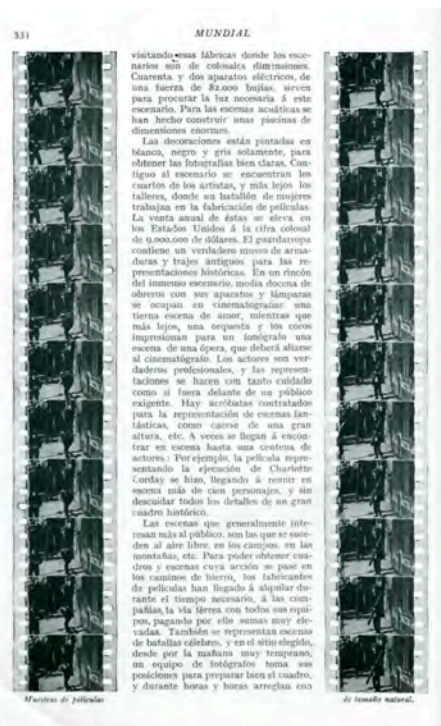 331
MUNDIAL
visitando esas fábricas donde los esce-
narios son de colosales dimensiones.
Cuarenta y dos aparatos eléctricos, de
una fuerza de 82.000 bujías, sirven
para procurar la luz necesaria á este
escenario. Para las escenas acuáticas se
han hecho construir unas piscinas de
dimensiones enormes.
Las decoraciones están pintadas en
blanco, negro y gris solamente, para
obtener las fotografías bien claras. Con-
tiguo al escenario se encuentran los
cuartos de los artistas, y más lejos los
talleres, donde un batallón de mujeres
trabajan en la fabricación de películas.
La venta anual de éstas se eleva en
los Estados Unidos á la cifra colosal
de 9.000.000 de dólares. El guardarropa
contiene un verdadero museo de arma-
duras y trajes antiguos para las re-
presentaciones históricas. En un rincón
del inmenso escenario, media docena de
obreros con sus aparatos y lámparas
se ocupan en cinematografiar una
tierna escena de amor, mientras que
más lejos, una orquesta y los coros
impresionan para un fonógrafo una
escena de una ópera, que deberá aliarse
al cinematógrafo. Los actores son ver-
daderos profesionales, y las represen-
taciones se hacen con tanto cuidado
como si fuera delante de un público
exigente. Hay acróbatas contratados
para la representación de escenas fan-
tásticas, como caerse de una gran
altura, etc. A veces se llegan á encon-
trar en escena hasta una centena de
actores : Por ejemplo, la película repre-
sentando la ejecución de Charlotte
Corday se hizo, llegando á reunir en
escena más de cien personajes, y sin
descuidar todos los detalles de un gran
cuadro histórico.
Las escenas que generalmente inte-
resan más al público, son las que se suce-
den al aire libre, en los campos, en las
montañas, etc. Para poder obtener cua-
dros y escenas cuya acción se pase en
los caminos de hierro, los fabricantes
de películas han llegado á alquilar du-
rante el tiempo necesario, á las com-
pañías, la vía férrea con todos sus equi-
pos, pagando por ello sumas muy ele-
vadas. También se representan escenas
de batallas célebres, y en el sitio elegido,
desde por la mañana muy temprano,
un equipo de fotógrafos toma sus
posiciones para preparar bien el cuadro,
y durante horas y horas arreglan con
Muestras de películas
de tamaño natural.